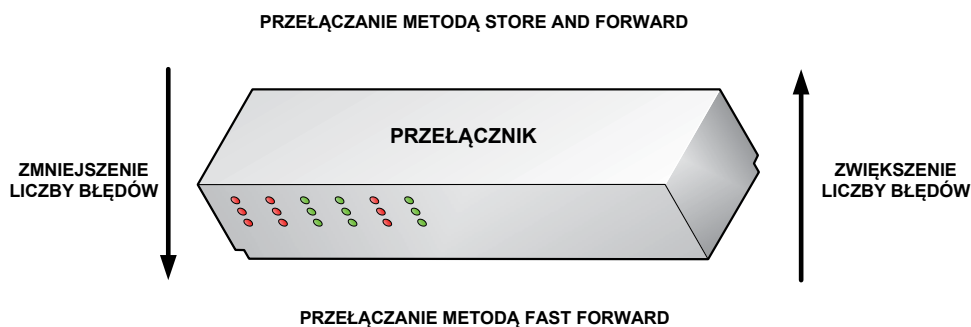 PRZEŁĄCZANIE METODĄ STORE AND FORWARD
PRZEŁĄCZNIK
ZMNIEJSZENIE
LICZBY BŁĘDÓW
ZWIĘKSZENIE
LICZBY BŁĘDÓW
PRZEŁĄCZANIE METODĄ FAST FORWARD